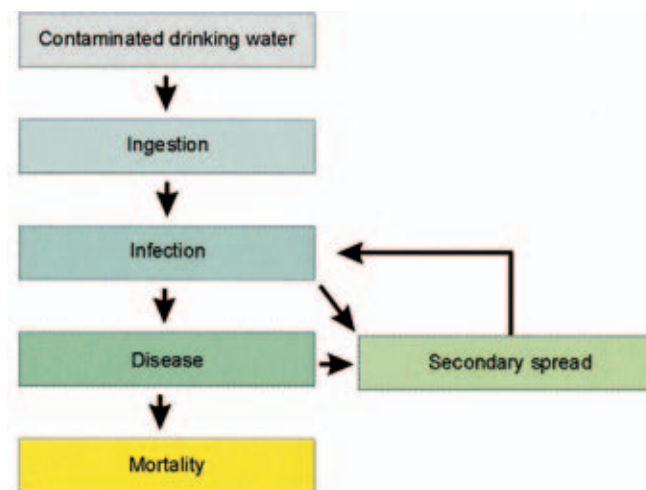 Contaminated drinking water
Ingestion
Infection
Disease
Secondary spread
Mortality